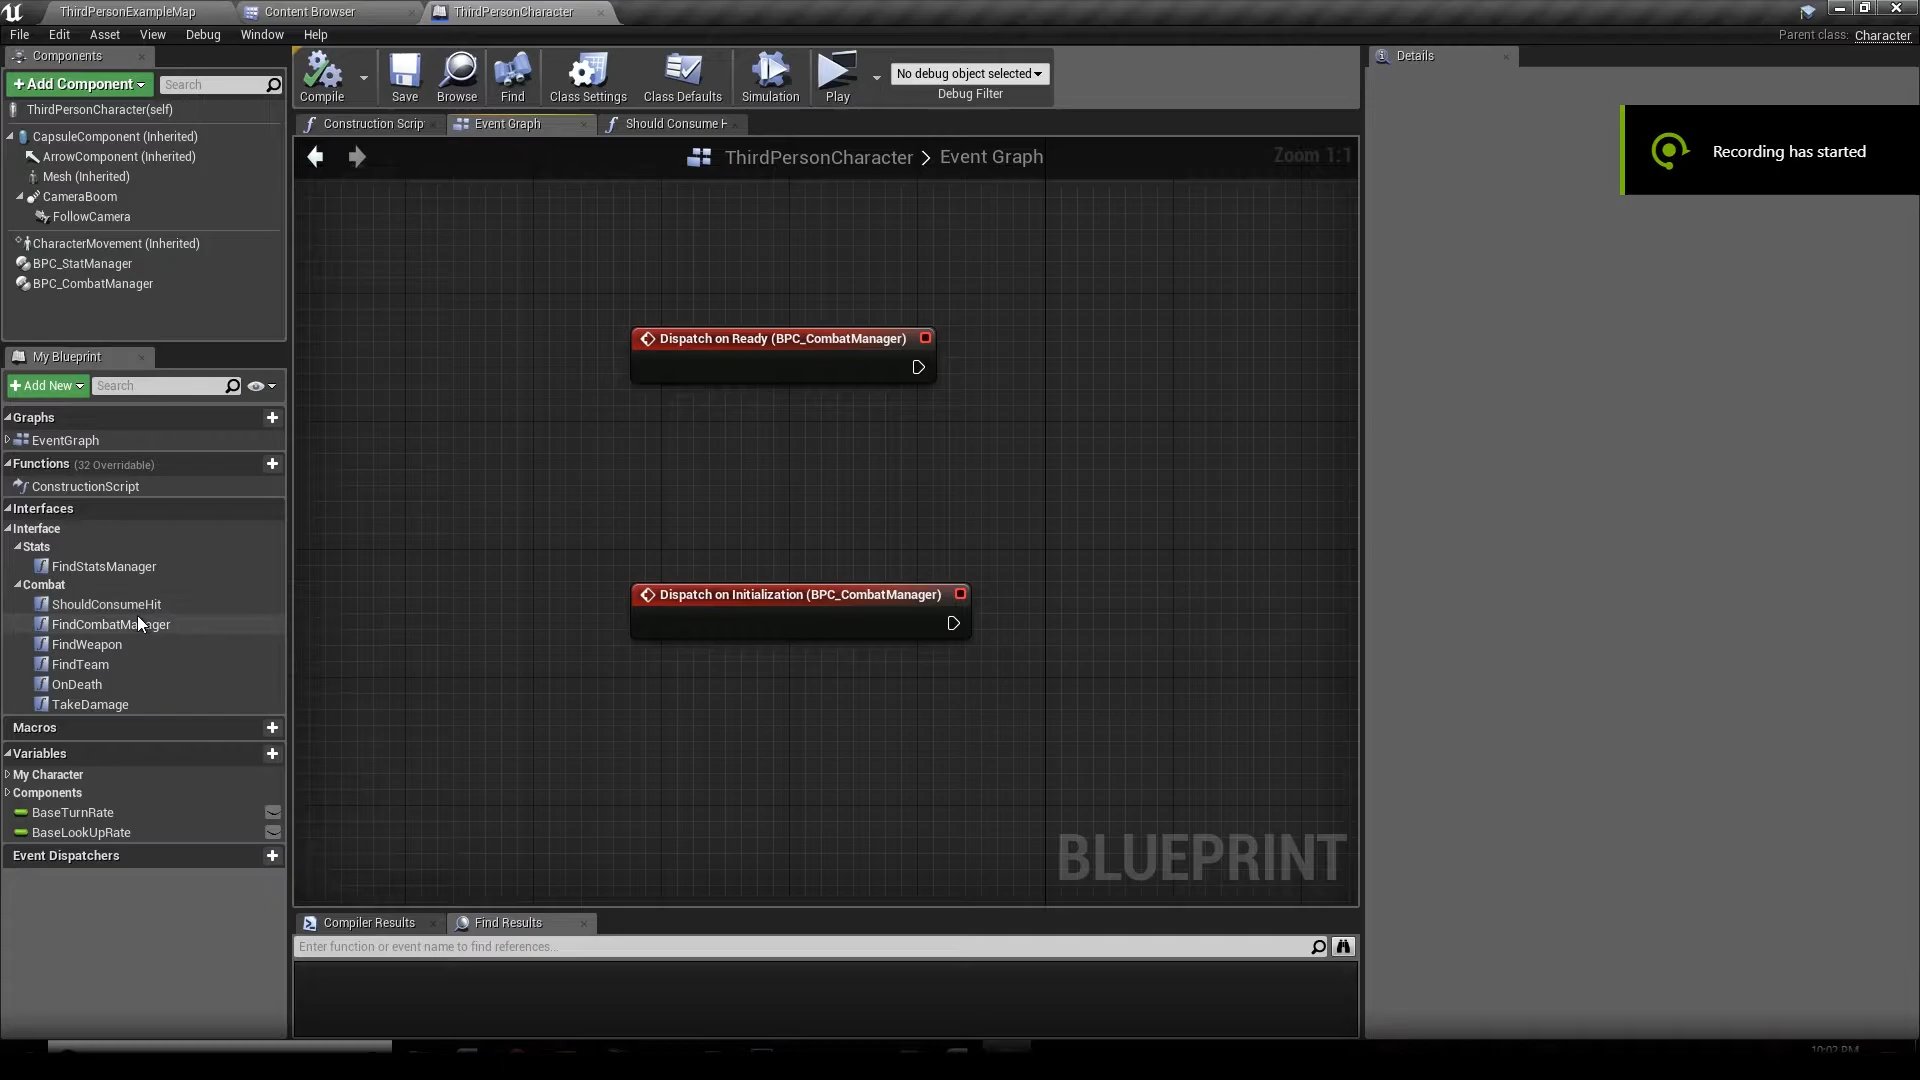 ThirdPersonExampleMap
Content Browser
ThirdPersonCharacter
File Edit Asset View Debug Window Help
Parent class: Character
Components
Details
+ Add Component
Search
Compile
Save
Browse
Find
Class Settings
Class Defaults
Simulation
Play
No debug object selected
Debug Filter
ThirdPersonCharacter(self)
Construction Scrip
Event Graph
Should Consume H
CapsuleComponent (Inherited)
ArrowComponent (Inherited)
Mesh (Inherited)
CameraBoom
FollowCamera
CharacterMovement (Inherited)
BPC_StatManager
BPC_CombatManager
ThirdPersonCharacter > Event Graph
Zoom 1:1
Recording has started
Dispatch on Ready (BPC_CombatManager)
Dispatch on Initialization (BPC_CombatManager)
BLUEPRINT
My Blueprint
+ Add New
Search
Graphs
EventGraph
Functions (32 Overridable)
ConstructionScript
Interfaces
Interface
Stats
FindStatsManager
Combat
ShouldConsumeHit
FindCombatManager
FindWeapon
FindTeam
OnDeath
TakeDamage
Macros
Variables
My Character
Components
BaseTurnRate
BaseLookUpRate
Event Dispatchers
Compiler Results
Find Results
Enter function or event name to find references...
10:02 PM